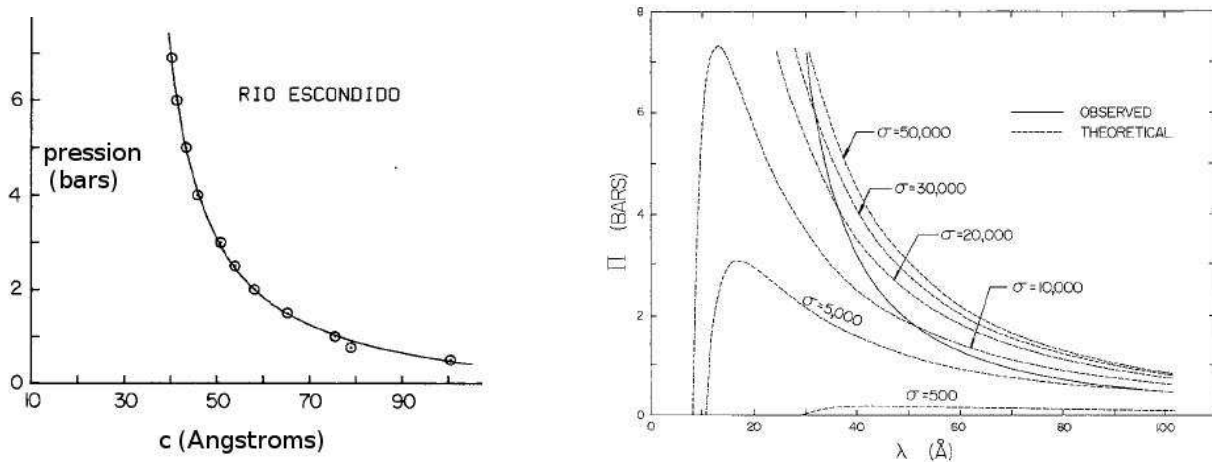 RIO ESCONDIDO
pression
(bars)
6
4
2
0
10 30 50 70 90
c (Angstroms)
8
6
4
2
0
Π (BARS)
OBSERVED
THEORETICAL
σ=50,000
σ=30,000
σ=20,000
σ=10,000
σ=5,000
σ=500
0 20 40 60 80 100
λ (Å)